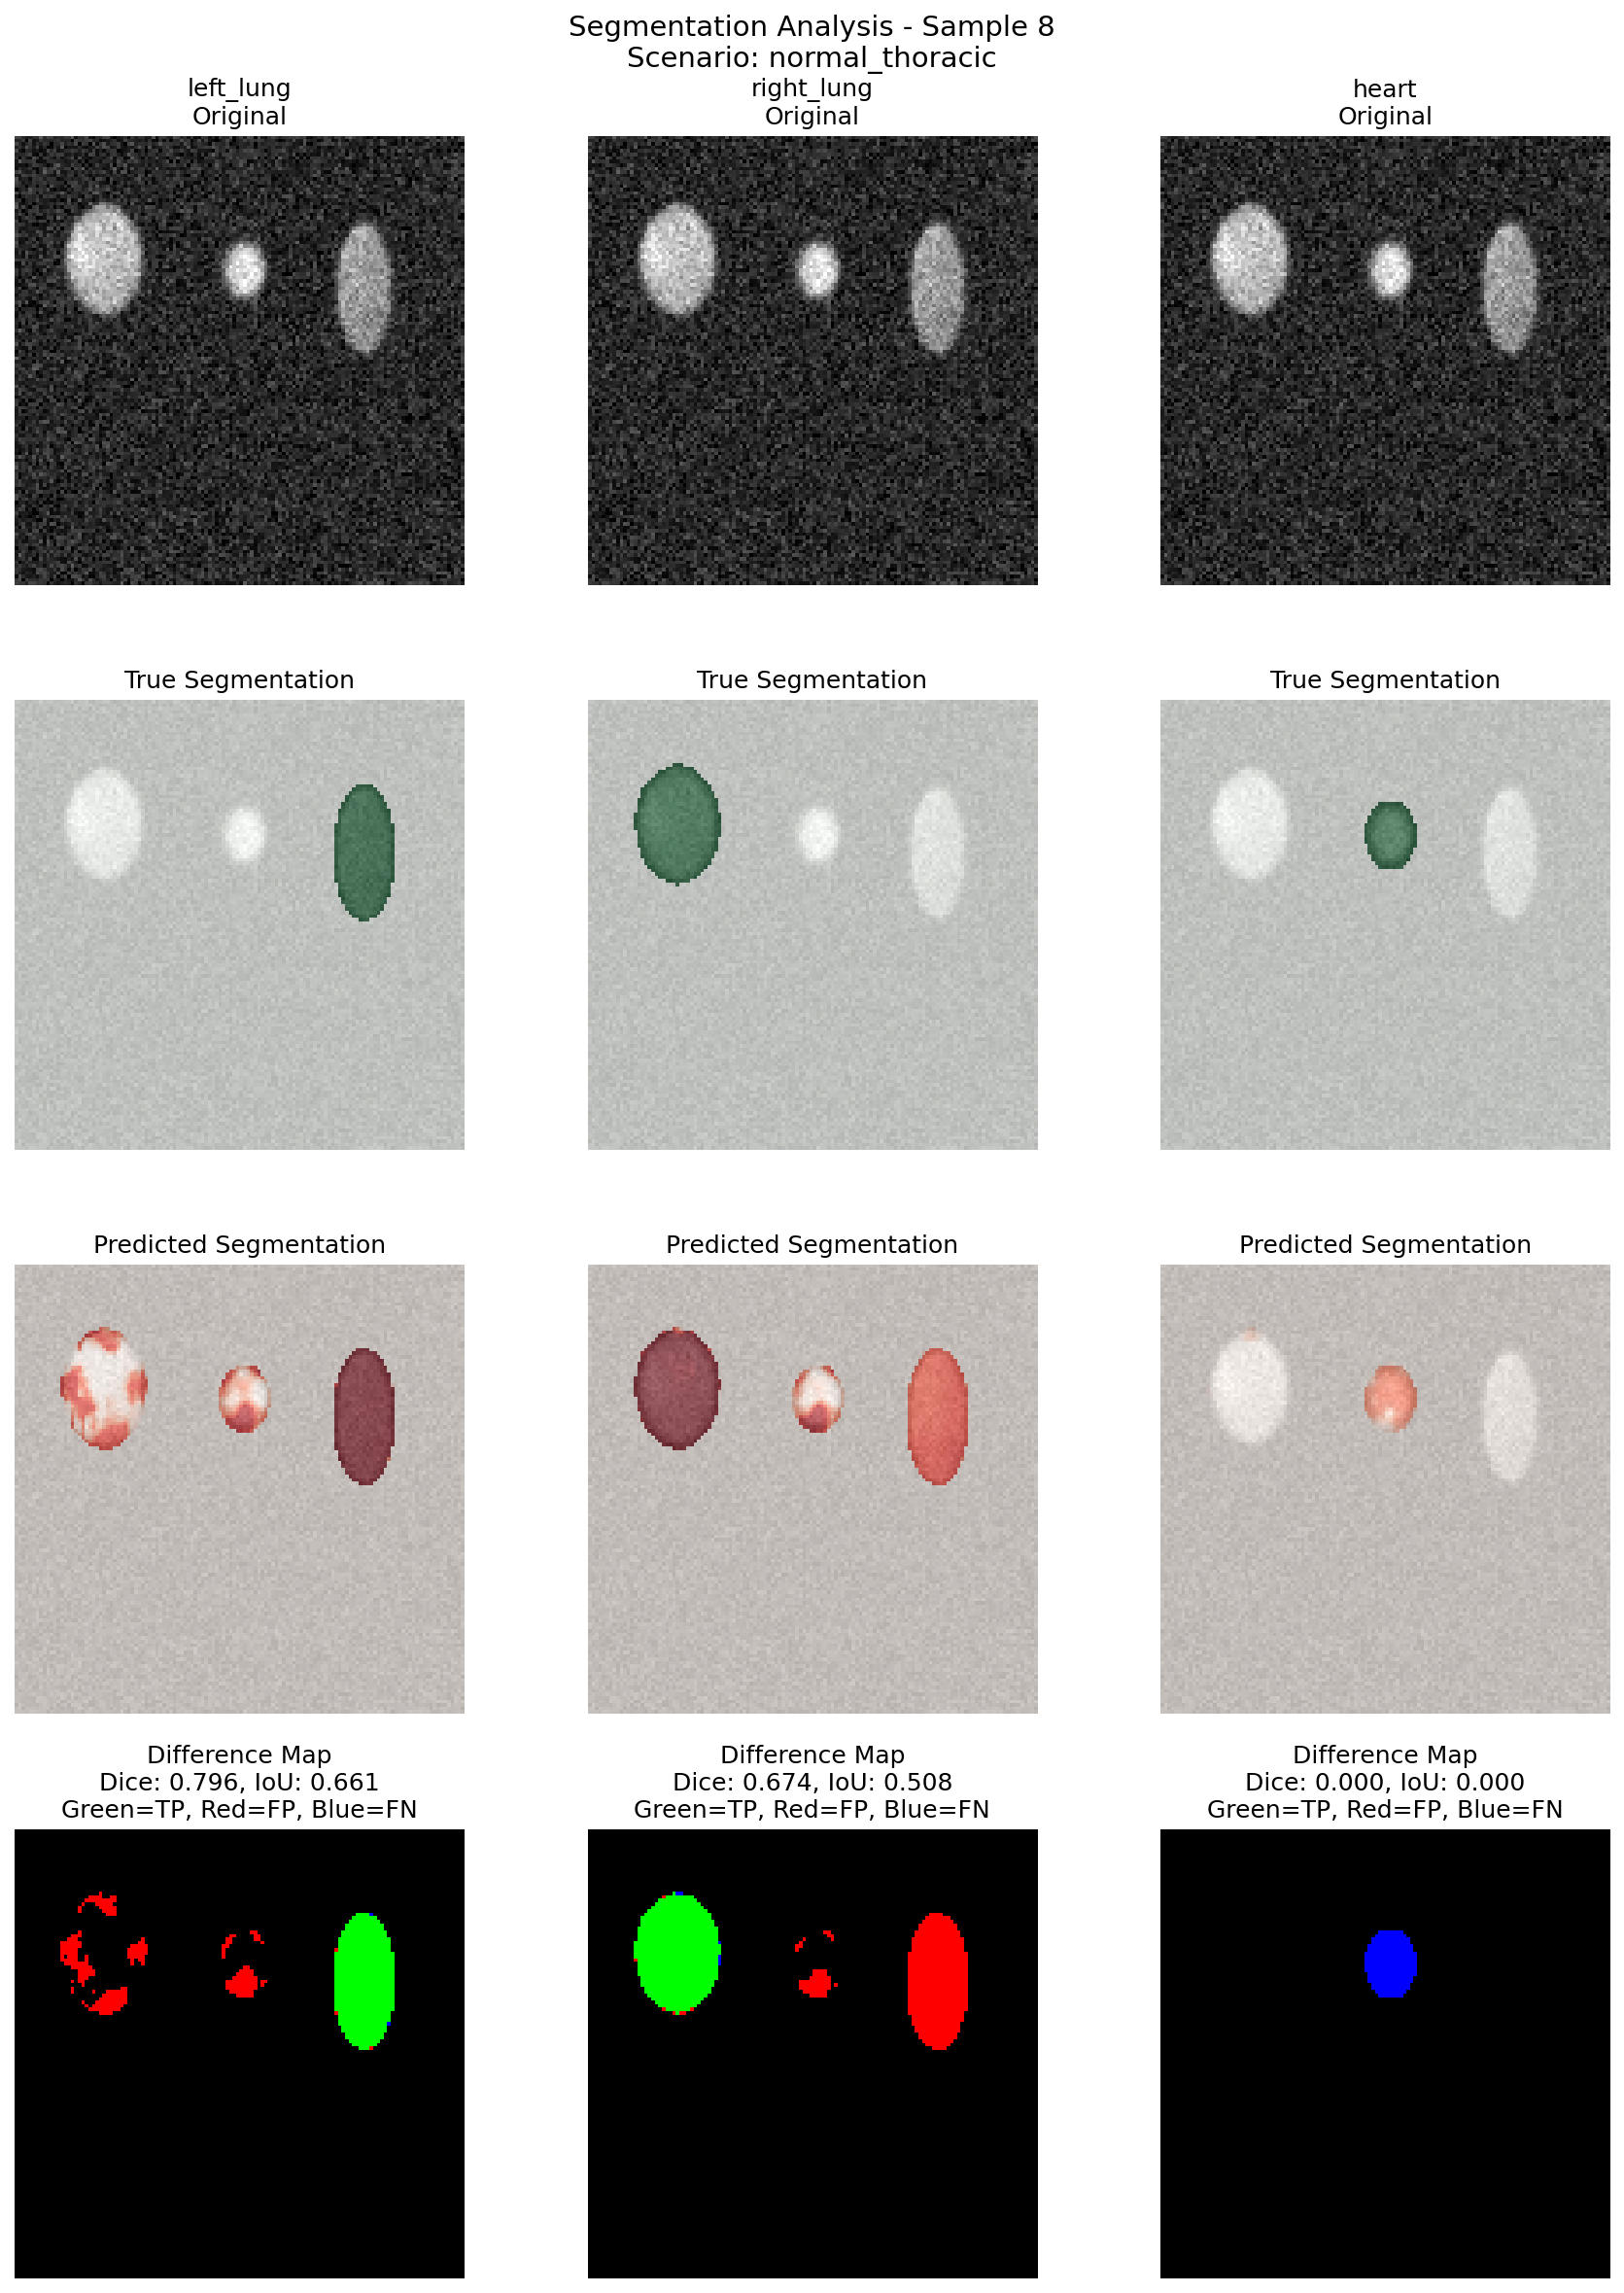 Segmentation Analysis - Sample 8
Scenario: normal_thoracic
left_lung
Original
right_lung
Original
heart
Original
True Segmentation
True Segmentation
True Segmentation
Predicted Segmentation
Predicted Segmentation
Predicted Segmentation
Difference Map
Dice: 0.796, IoU: 0.661
Green=TP, Red=FP, Blue=FN
Difference Map
Dice: 0.674, IoU: 0.508
Green=TP, Red=FP, Blue=FN
Difference Map
Dice: 0.000, IoU: 0.000
Green=TP, Red=FP, Blue=FN